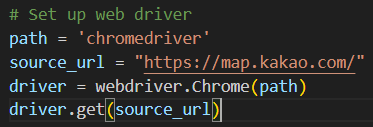 # Set up web driver
path = 'chromedriver'
source_url = "https://map.kakao.com/"
driver = webdriver.Chrome(path)
driver.get(source_url)